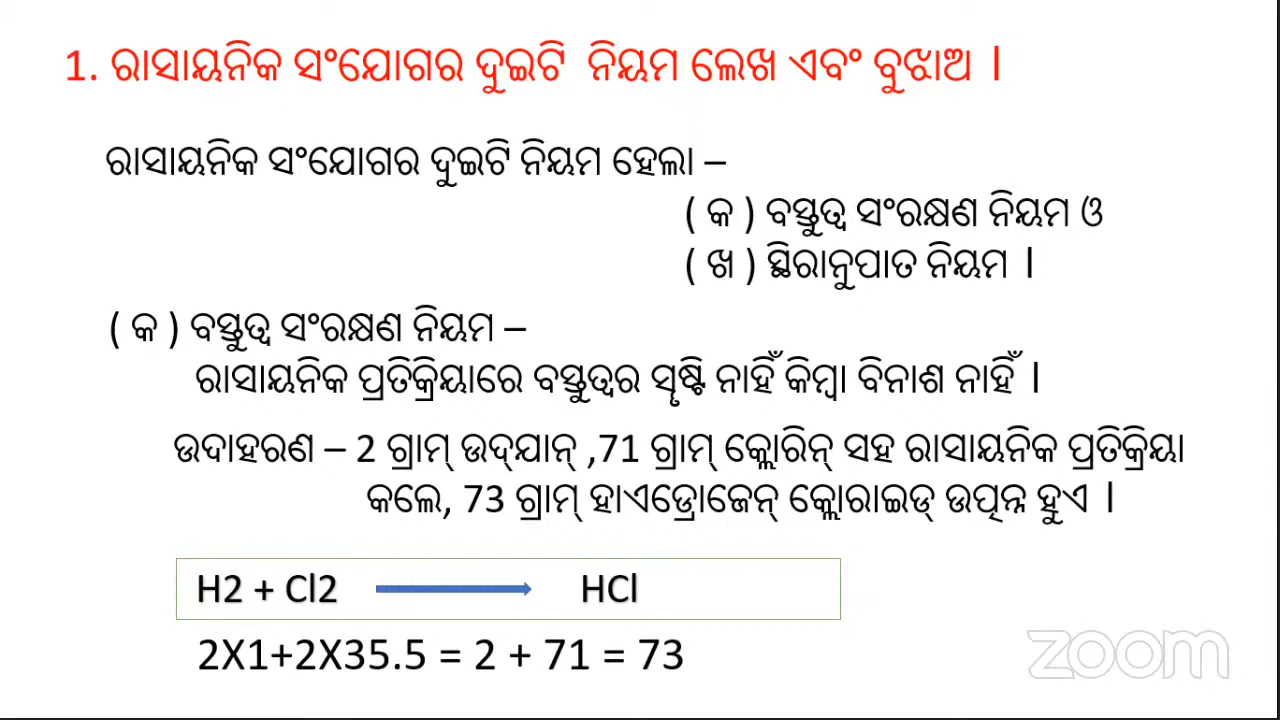 1. ରାସାୟନିକ ସଂଯୋଗର ଦୁଇଟି ନିୟମ ଲେଖ ଏବଂ ବୁଝାଅ ।
ରାସାୟନିକ ସଂଯୋଗର ଦୁଇଟି ନିୟମ ହେଲା –
( କ ) ବସ୍ତୁତ୍ଵ ସଂରକ୍ଷଣ ନିୟମ ଓ
( ଖ ) ସ୍ଥିରାନୁପାତ ନିୟମ ।
( କ ) ବସ୍ତୁତ୍ଵ ସଂରକ୍ଷଣ ନିୟମ –
ରାସାୟନିକ ପ୍ରତିକ୍ରିୟାରେ ବସ୍ତୁତ୍ଵର ସୃଷ୍ଟି ନାହିଁ କିମ୍ବା ବିନାଶ ନାହିଁ ।
ଉଦାହରଣ – 2 ଗ୍ରାମ୍ ଉଦ୍‌ଯାନ୍ ,71 ଗ୍ରାମ୍ କ୍ଲୋରିନ୍ ସହ ରାସାୟନିକ ପ୍ରତିକ୍ରିୟା
କଲେ, 73 ଗ୍ରାମ୍ ହାଏଡ୍ରୋଜେନ୍ କ୍ଲୋରାଇଡ୍ ଉତ୍ପନ୍ନ ହୁଏ ।
H2 + Cl2 ⟶ HCl
2X1+2X35.5 = 2 + 71 = 73
zoom